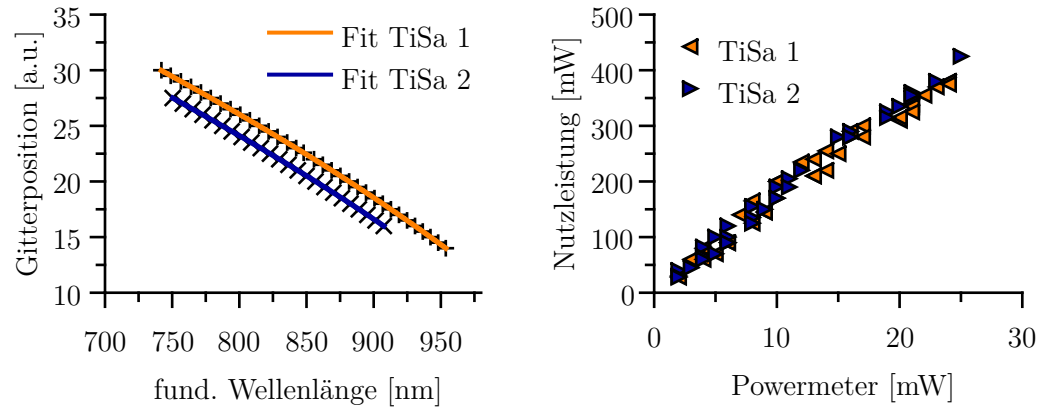 35
30
25
20
15
10
Gitterposition [a.u.]
Fit TiSa 1
Fit TiSa 2
700 750 800 850 900 950
fund. Wellenlänge [nm]
500
400
300
200
100
0
Nutzleistung [mW]
TiSa 1
TiSa 2
0 10 20 30
Powermeter [mW]